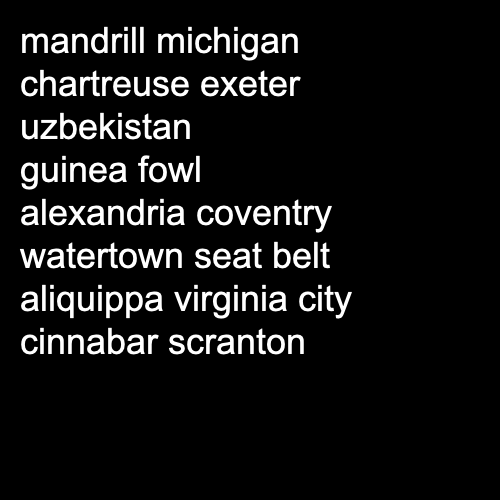 mandrill michigan
chartreuse exeter
uzbekistan
guinea fowl
alexandria coventry
watertown seat belt
aliquippa virginia city
cinnabar scranton